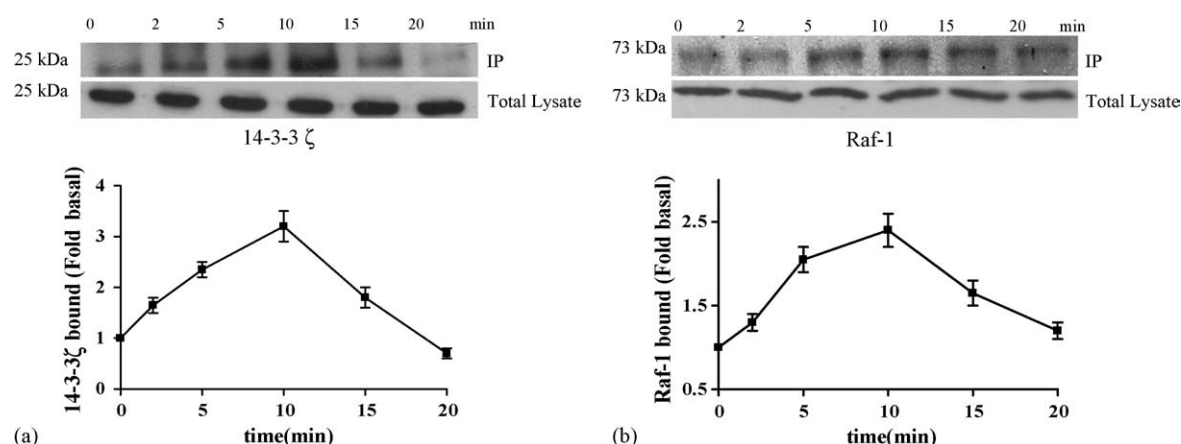 0 2 5 10 15 20 min
25 kDa IP
25 kDa Total Lysate
14-3-3 ζ
14-3-3ζ bound (Fold basal)
4
3
2
1
0
0 5 10 15 20
time(min)
(a)
0 2 5 10 15 20 min
73 kDa IP
73 kDa Total Lysate
Raf-1
Raf-1 bound (Fold basal)
2.5
1.5
0.5
0 5 10 15 20
time(min)
(b)